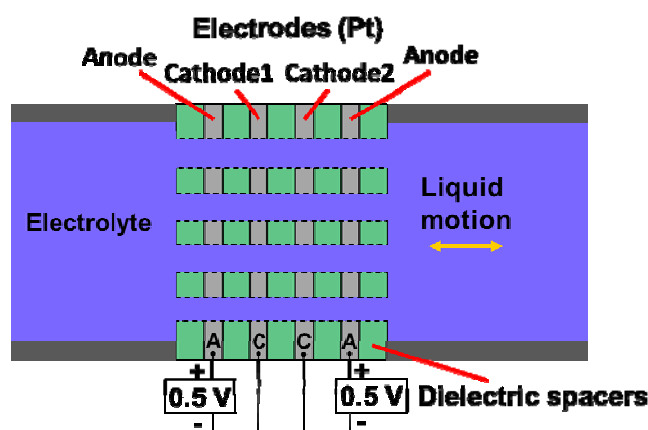 Electrodes (Pt)
Anode
Cathode1
Cathode2
Anode
Electrolyte
Liquid
motion
A
C
C
A
+
+
0.5 V
0.5 V
Dielectric spacers
-
-